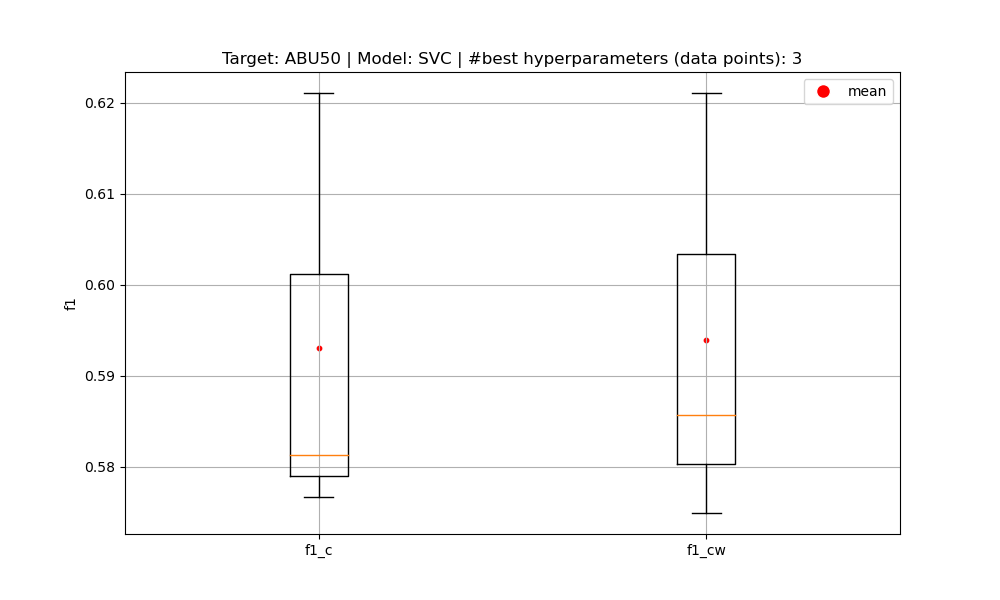 Target: ABU50 | Model: SVC | #best hyperparameters (data points): 3
mean
0.62
0.61
0.60
0.59
0.58
f1
f1_c
f1_cw